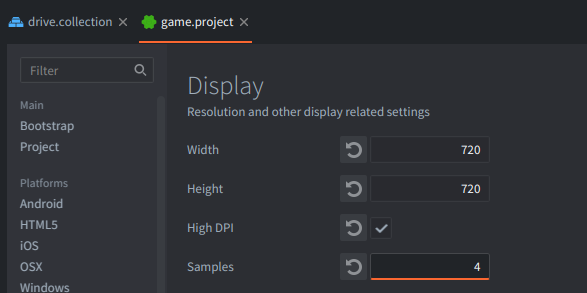 drive.collection
game.project
Filter
Main
Bootstrap
Project
Platforms
Android
HTML5
iOS
OSX
Windows
Display
Resolution and other display related settings
Width 720
Height 720
High DPI
Samples 4